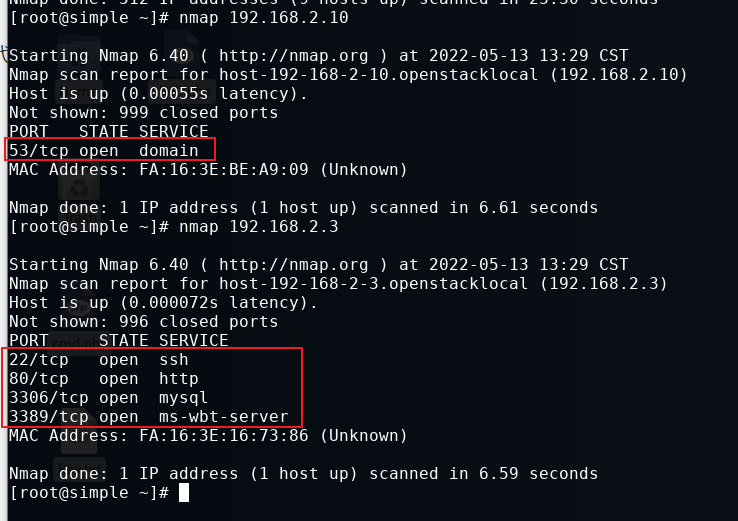 Nmap done: 512 IP addresses (9 hosts up) scanned in 25.50 seconds
[root@simple ~]# nmap 192.168.2.10
Starting Nmap 6.40 ( http://nmap.org ) at 2022-05-13 13:29 CST
Nmap scan report for host-192-168-2-10.openstacklocal (192.168.2.10)
Host is up (0.00055s latency).
Not shown: 999 closed ports
PORT   STATE SERVICE
53/tcp open  domain
MAC Address: FA:16:3E:BE:A9:09 (Unknown)
Nmap done: 1 IP address (1 host up) scanned in 6.61 seconds
[root@simple ~]# nmap 192.168.2.3
Starting Nmap 6.40 ( http://nmap.org ) at 2022-05-13 13:29 CST
Nmap scan report for host-192-168-2-3.openstacklocal (192.168.2.3)
Host is up (0.000072s latency).
Not shown: 996 closed ports
PORT     STATE SERVICE
22/tcp   open  ssh
80/tcp   open  http
3306/tcp open  mysql
3389/tcp open  ms-wbt-server
MAC Address: FA:16:3E:16:73:86 (Unknown)
Nmap done: 1 IP address (1 host up) scanned in 6.59 seconds
[root@simple ~]#